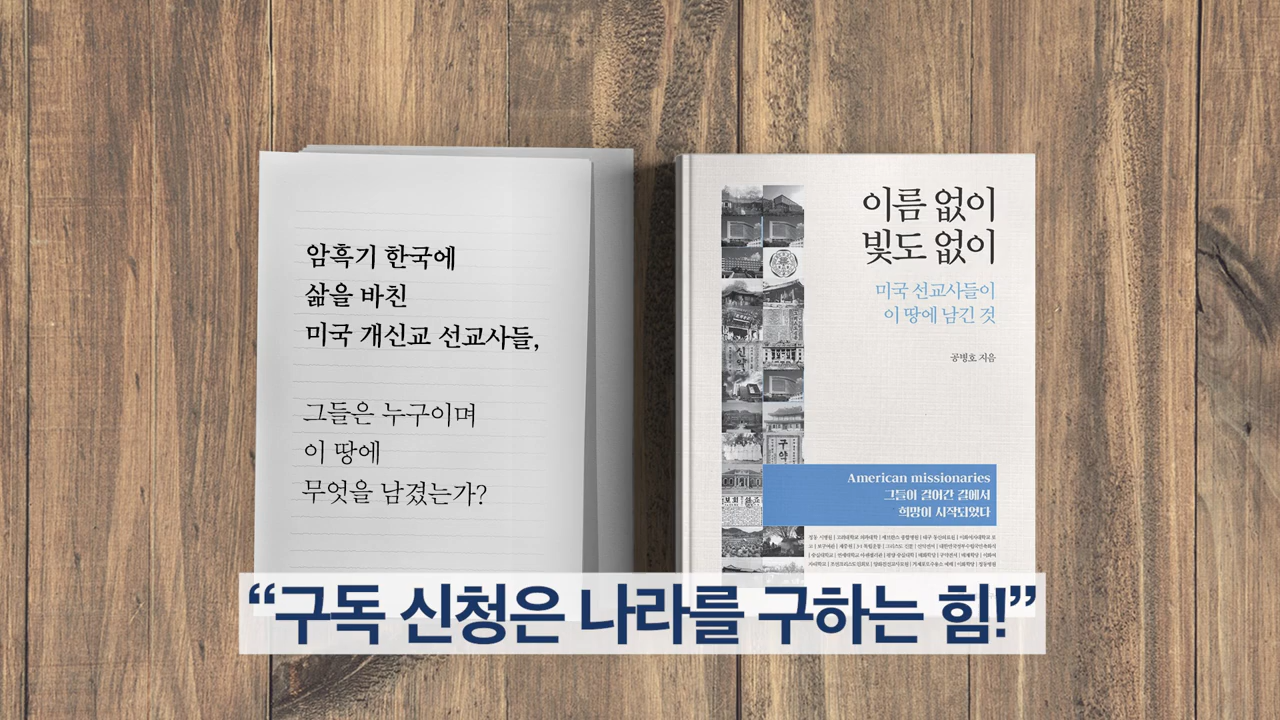 암흑기 한국에
삶을 바친
미국 개신교 선교사들,
그들은 누구이며
이 땅에
무엇을 남겼는가?
이름 없이
빛도 없이
미국 선교사들이
이 땅에 남긴 것
공병호 지음
구약
American missionaries
그들이 걸어간 길에서
희망이 시작되었다
“구독 신청은 나라를 구하는 힘!”